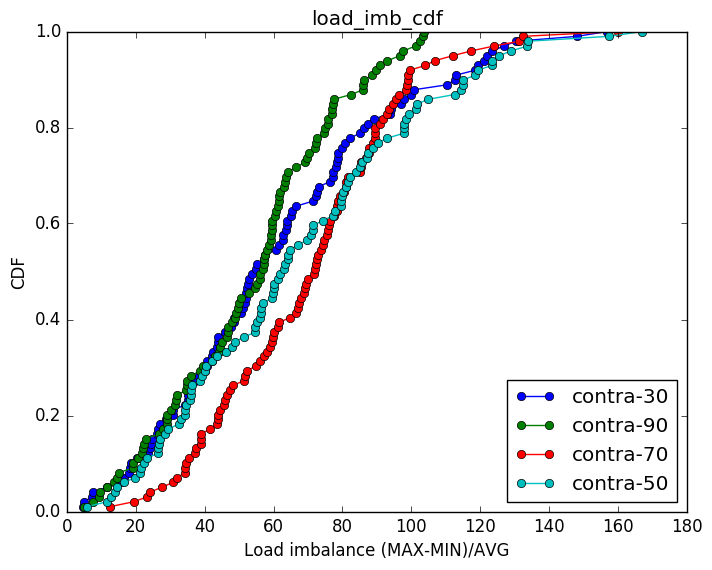 load_imb_cdf
1.0
0.8
0.6
0.4
0.2
0.0
CDF
0 20 40 60 80 100 120 140 160 180
Load imbalance (MAX-MIN)/AVG
contra-30
contra-90
contra-70
contra-50